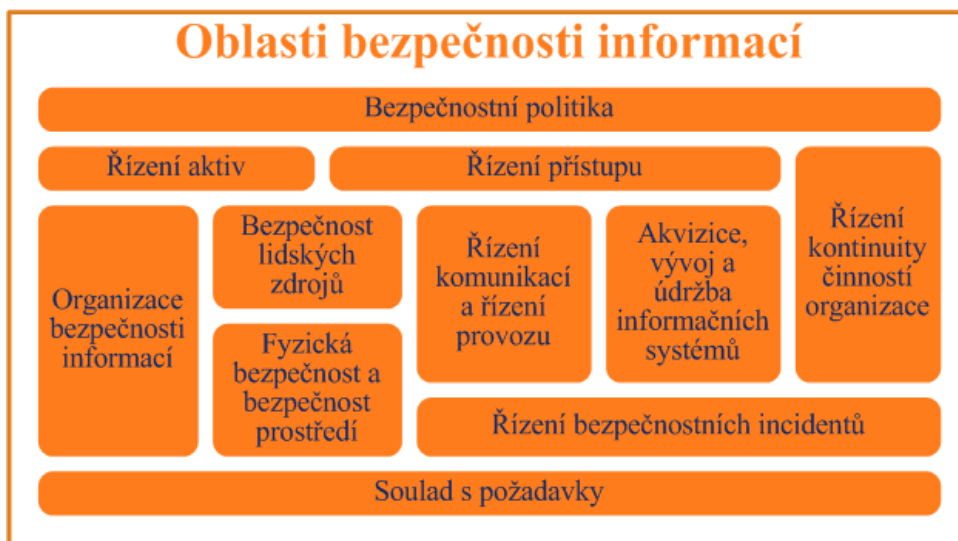 Oblasti bezpečnosti informací
Bezpečnostní politika
Řízení aktiv
Řízení přístupu
Řízení
kontinuity
činností
organizace
Organizace
bezpečnosti
informací
Bezpečnost
lidských
zdrojů
Řízení
komunikací
a řízení
provozu
Akvizice,
vývoj a
údržba
informačních
systémů
Fyzická
bezpečnost a
bezpečnost
prostředí
Řízení bezpečnostních incidentů
Soulad s požadavky